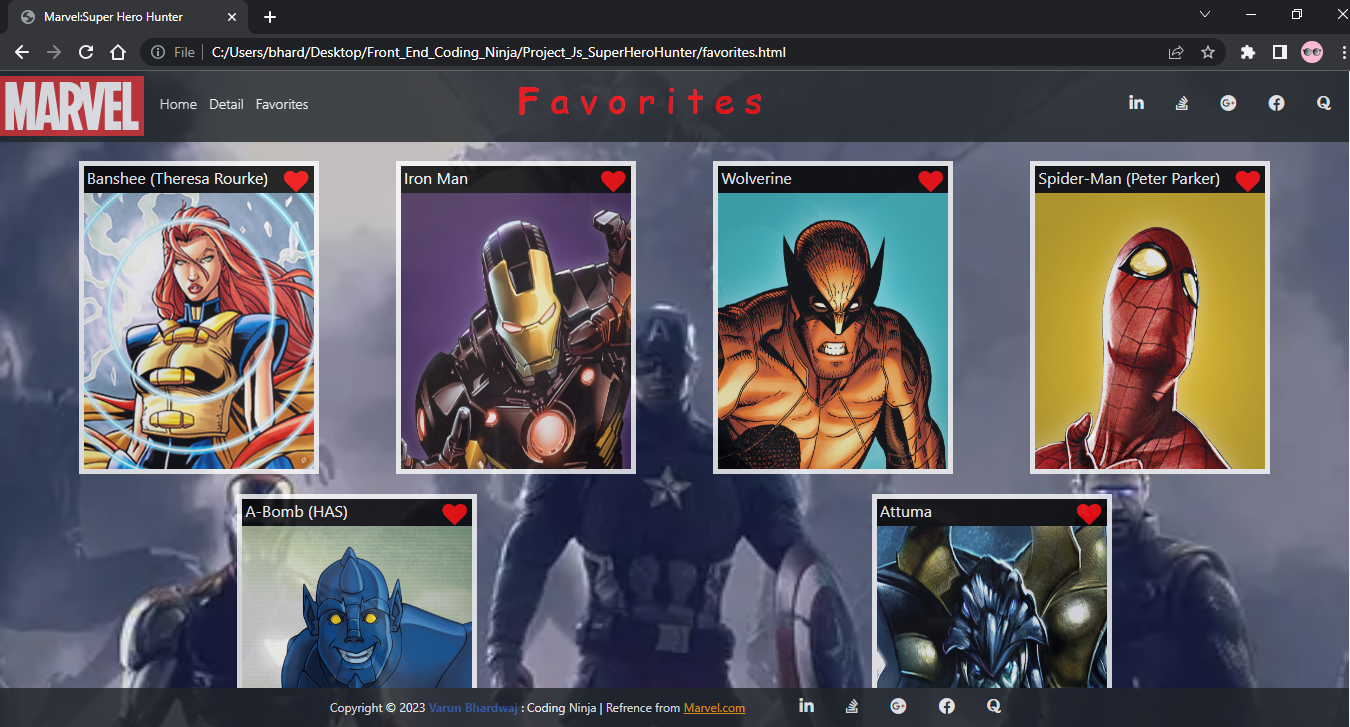 Marvel:Super Hero Hunter
File C:/Users/bhard/Desktop/Front_End_Coding_Ninja/Project_Js_SuperHeroHunter/favorites.html
MARVEL Home Detail Favorites Favorites
Banshee (Theresa Rourke) Iron Man Wolverine Spider-Man (Peter Parker)
A-Bomb (HAS) Attuma
Copyright © 2023 Varun Bhardwaj : Coding Ninja | Refrence from Marvel.com